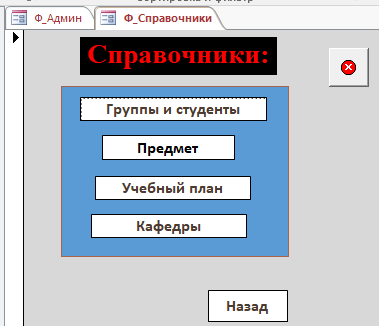 Ф_Админ
Ф_Справочники
Справочники:
Группы и студенты
Предмет
Учебный план
Кафедры
Назад